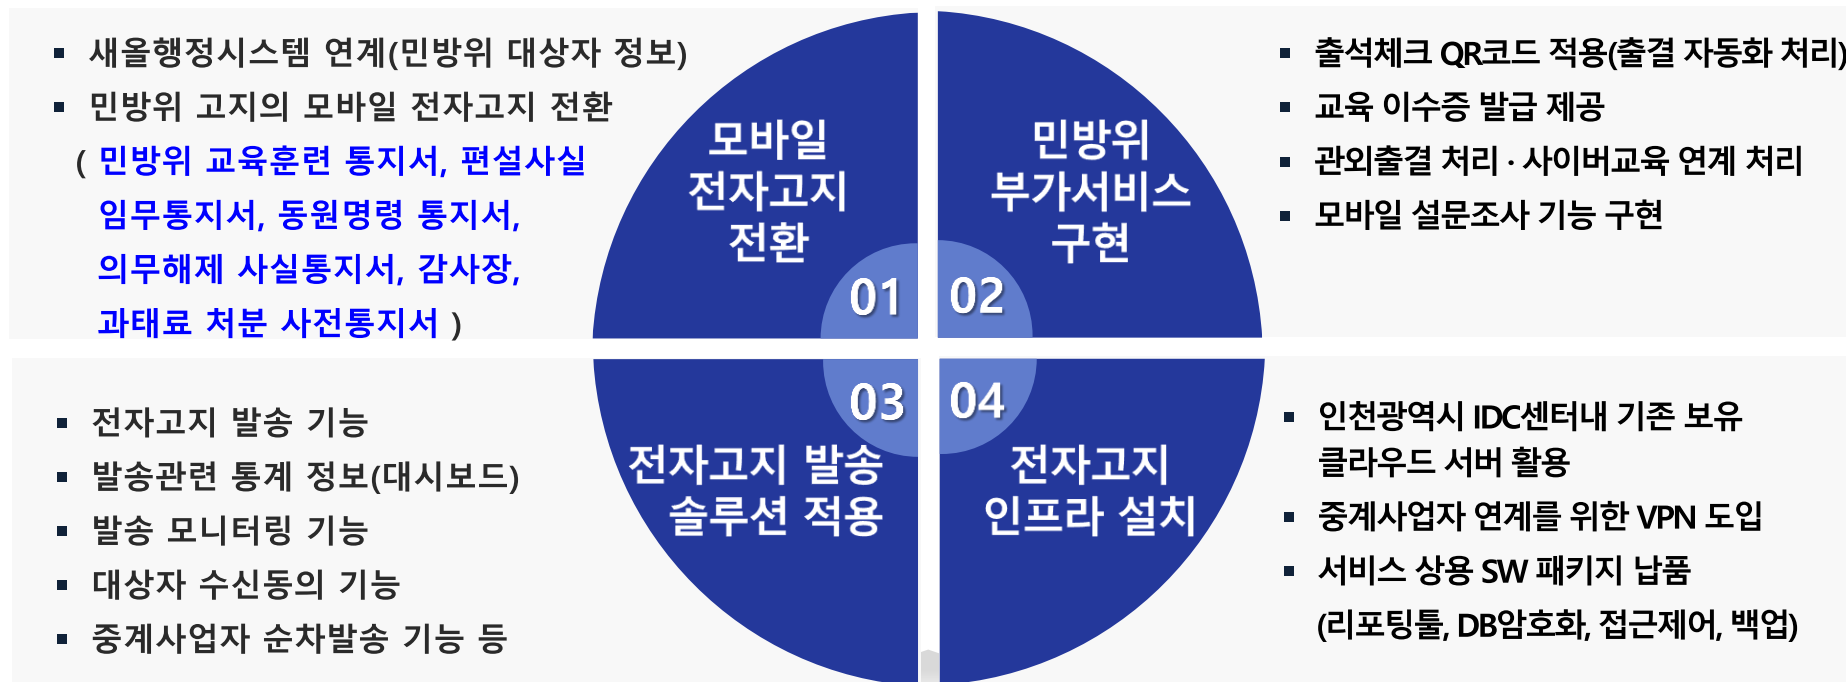 ▪ 새올행정시스템 연계(민방위 대상자 정보)
▪ 민방위 고지의 모바일 전자고지 전환
( 민방위 교육훈련 통지서, 편설사실
임무통지서, 동원명령 통지서,
의무해제 사실통지서, 감사장,
과태료 처분 사전통지서 )
모바일
전자고지
전환
01
민방위
부가서비스
구현
02
▪ 출석체크 QR코드 적용(출결 자동화 처리)
▪ 교육 이수증 발급 제공
▪ 관외출결 처리 · 사이버교육 연계 처리
▪ 모바일 설문조사 기능 구현
▪ 전자고지 발송 기능
▪ 발송관련 통계 정보(대시보드)
▪ 발송 모니터링 기능
▪ 대상자 수신동의 기능
▪ 중계사업자 순차발송 기능 등
03
전자고지 발송
솔루션 적용
04
전자고지
인프라 설치
▪ 인천광역시 IDC센터내 기존 보유
클라우드 서버 활용
▪ 중계사업자 연계를 위한 VPN 도입
▪ 서비스 상용 SW 패키지 납품
(리포팅툴, DB암호화, 접근제어, 백업)